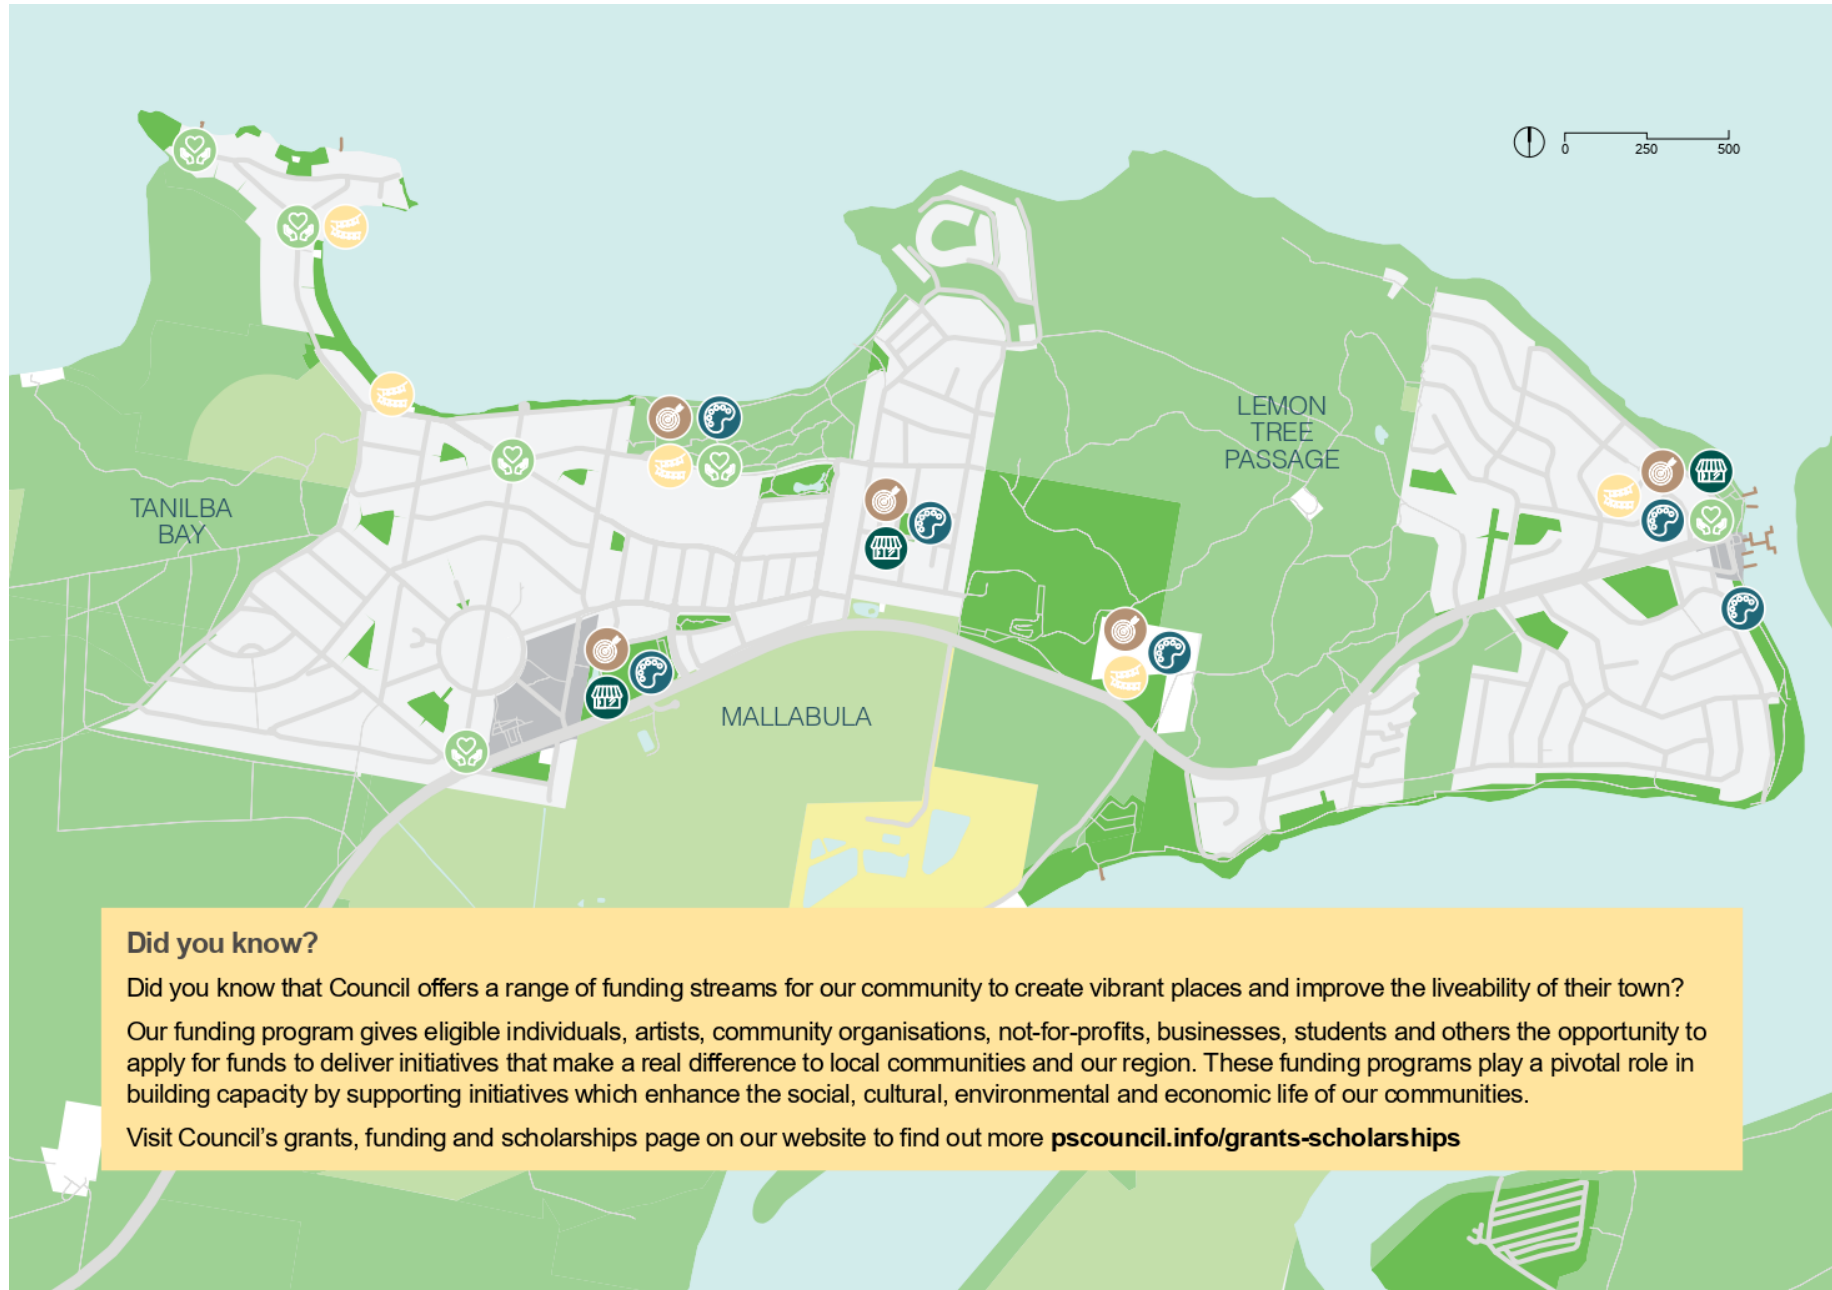 0 250 500
LEMON
TREE
PASSAGE
TANILBA
BAY
MALLABULA
Did you know?
Did you know that Council offers a range of funding streams for our community to create vibrant places and improve the liveability of their town?
Our funding program gives eligible individuals, artists, community organisations, not-for-profits, businesses, students and others the opportunity to
apply for funds to deliver initiatives that make a real difference to local communities and our region. These funding programs play a pivotal role in
building capacity by supporting initiatives which enhance the social, cultural, environmental and economic life of our communities.
Visit Council's grants, funding and scholarships page on our website to find out more pscouncil.info/grants-scholarships